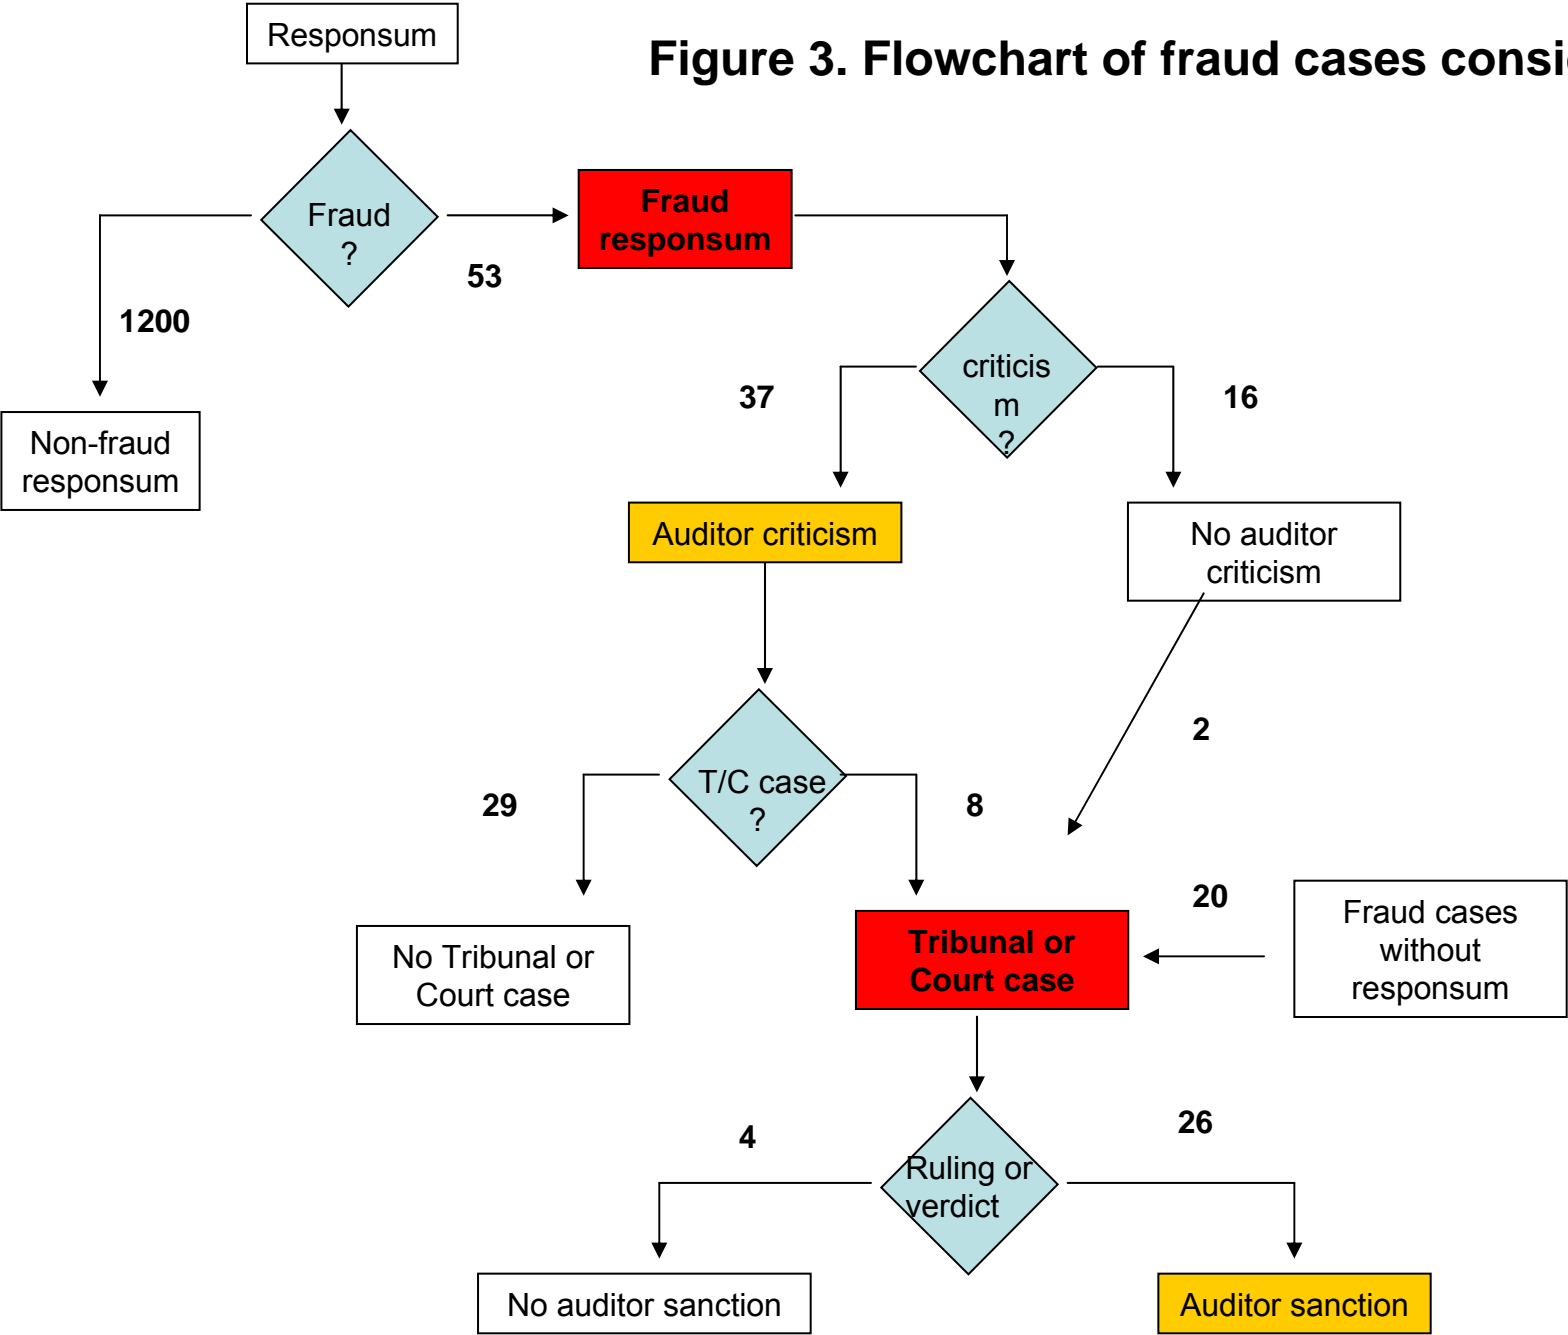 Responsum
Figure 3. Flowchart of fraud cases consi
Fraud
?
Fraud
responsum
53
1200
criticis
m
?
37
16
Non-fraud
responsum
Auditor criticism
No auditor
criticism
2
T/C case
?
29
8
20
Fraud cases
without
responsum
No Tribunal or
Court case
Tribunal or
Court case
4
26
Ruling or
verdict
No auditor sanction
Auditor sanction